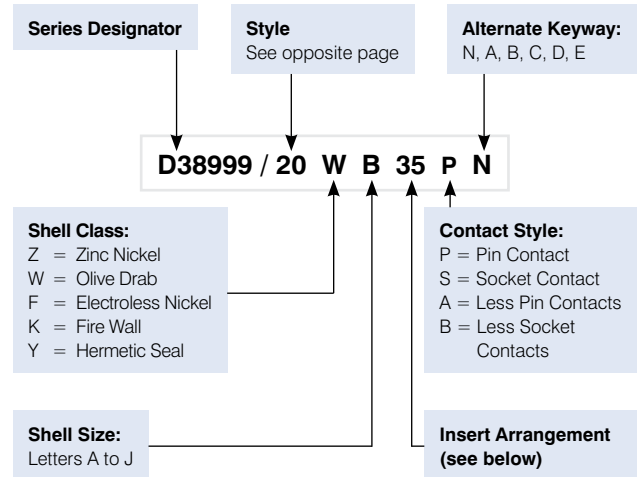 Series Designator
Style
See opposite page
Alternate Keyway:
N, A, B, C, D, E
D38999 / 20 W B 35 P N
Shell Class:
Z = Zinc Nickel
W = Olive Drab
F = Electroless Nickel
K = Fire Wall
Y = Hermetic Seal
Contact Style:
P = Pin Contact
S = Socket Contact
A = Less Pin Contacts
B = Less Socket
Contacts
Shell Size:
Letters A to J
Insert Arrangement
(see below)